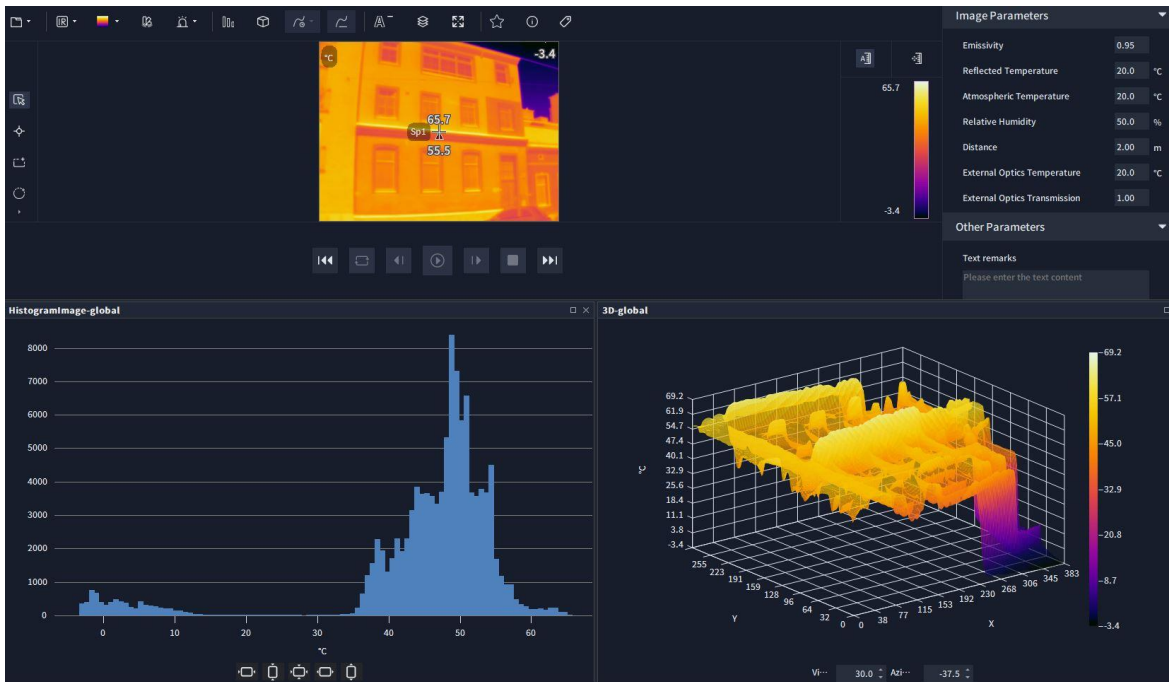 IR
A
°C
-3.4
65.7
Sp1
55.5
A
65.7
-3.4
Image Parameters
Emissivity 0.95
Reflected Temperature 20.0 °C
Atmospheric Temperature 20.0 °C
Relative Humidity 50.0 %
Distance 2.00 m
External Optics Temperature 20.0 °C
External Optics Transmission 1.00
Other Parameters
Text remarks
Please enter the text content
HistogramImage-global
8000
7000
6000
5000
4000
3000
2000
1000
0
0 10 20 30 40 50 60
°C
3D-global
69.2
61.9
54.7
47.4
40.1
32.9
25.6
18.4
11.1
3.8
-3.4
°C
255 223 191 159 128 96 64 32 0
Y
0 38 77 115 153 192 230 268 306 345 383
X
69.2
57.1
45.0
32.9
20.8
8.7
-3.4
Vi··· 30.0 Azi··· -37.5